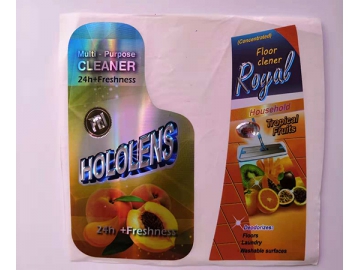 Multi - Purpose
CLEANER
24h+Freshness
HOLOLENS
24h +Freshness
(Concentrated)
Floor
clener
Royal
Household
Tropical
Fruits
Deodorizes
Floors
Laundry
Washable surfaces